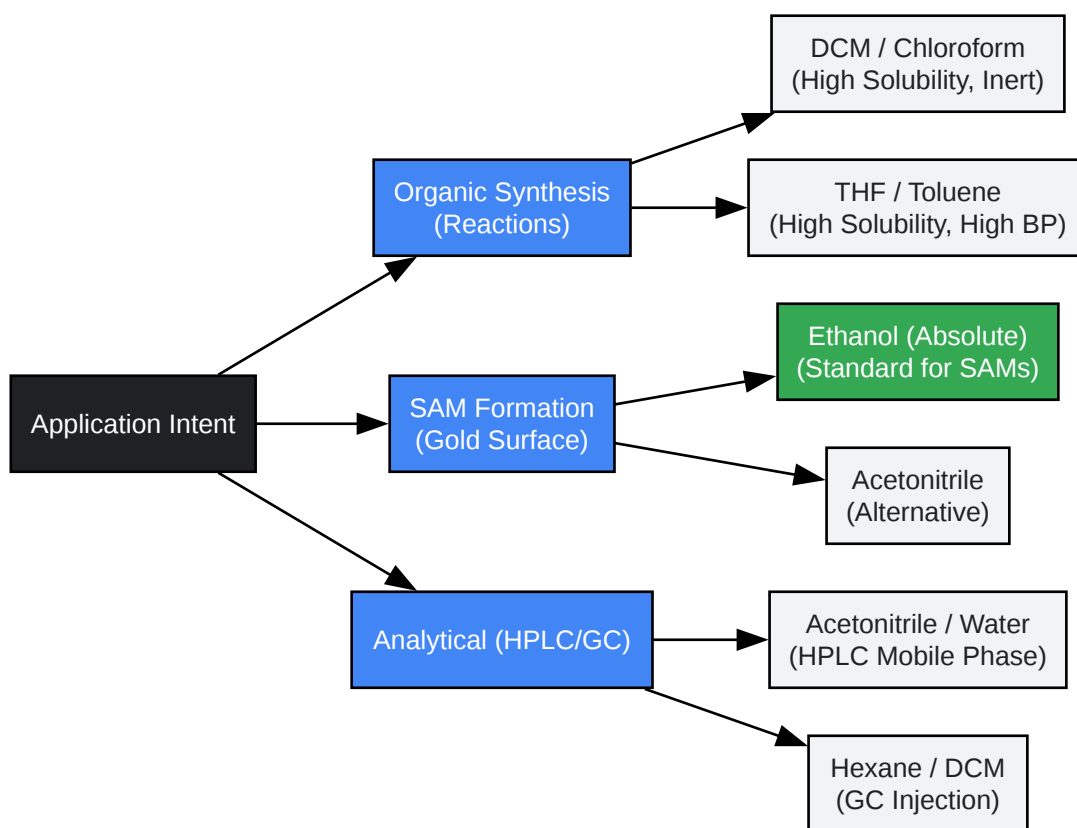 DCM / Chloroform
(High Solubility, Inert)
Organic Synthesis
(Reactions)
THF / Toluene
(High Solubility, High BP)
Ethanol (Absolute)
(Standard for SAMs)
Application Intent
SAM Formation
(Gold Surface)
Acetonitrile
(Alternative)
Analytical (HPLC/GC)
Acetonitrile / Water
(HPLC Mobile Phase)
Hexane / DCM
(GC Injection)